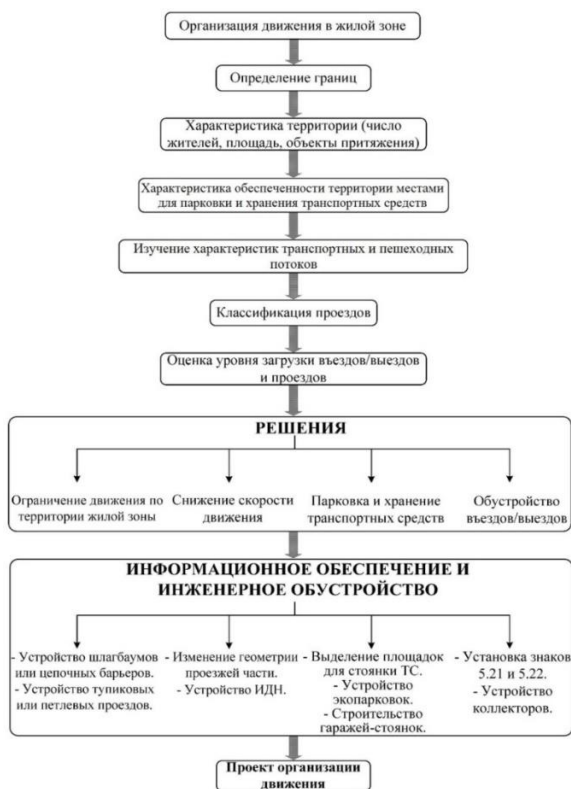 Организация движения в жилой зоне
Определение границ
Характеристика территории (число
жителей, площадь, объекты притяжения)
Характеристика обеспеченности территории местами
для парковки и хранения транспортных средств
Изучение характеристик транспортных и пешеходных
потоков
Классификация проездов
Оценка уровня загрузки въездов/выездов
и проездов
РЕШЕНИЯ
Ограничение движения по
территории жилой зоны
Снижение скорости
движения
Парковка и хранение
транспортных средств
Обустройство
въездов/выездов
ИНФОРМАЦИОННОЕ ОБЕСПЕЧЕНИЕ И
ИНЖЕНЕРНОЕ ОБУСТРОЙСТВО
- Устройство шлагбаумов
или цепочных барьеров.
- Устройство тупиковых
или петлевых проездов.
- Изменение геометрии
проезжей части.
- Устройство ИДН.
- Выделение площадок
для стоянки ТС.
- Устройство
экопарковок.
- Строительство
гаражей-стоянок.
- Установка знаков
5.21 и 5.22.
- Устройство
коллекторов.
Проект организации
движения